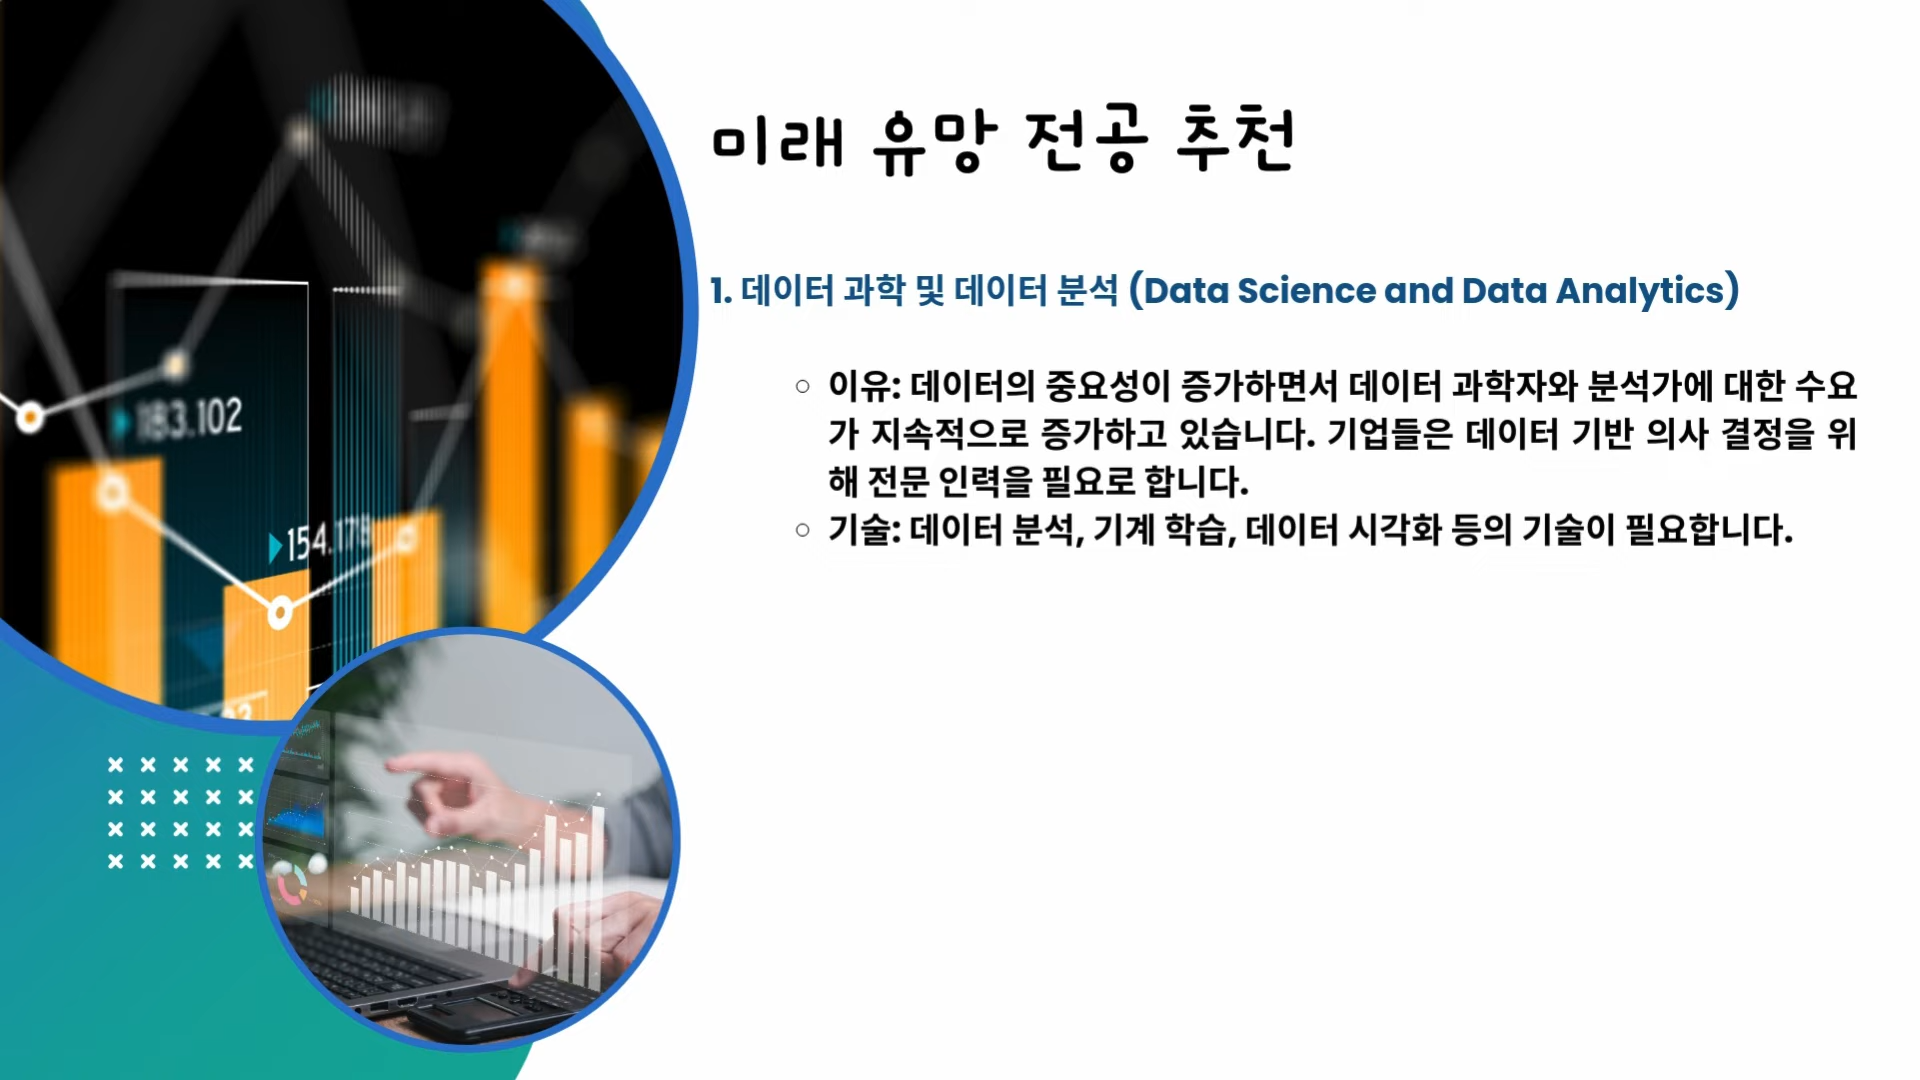 미래 유망 전공 추천
1. 데이터 과학 및 데이터 분석 (Data Science and Data Analytics)
이유: 데이터의 중요성이 증가하면서 데이터 과학자와 분석가에 대한 수요
가 지속적으로 증가하고 있습니다. 기업들은 데이터 기반 의사 결정을 위
해 전문 인력을 필요로 합니다.
기술: 데이터 분석, 기계 학습, 데이터 시각화 등의 기술이 필요합니다.
183.102
154.179